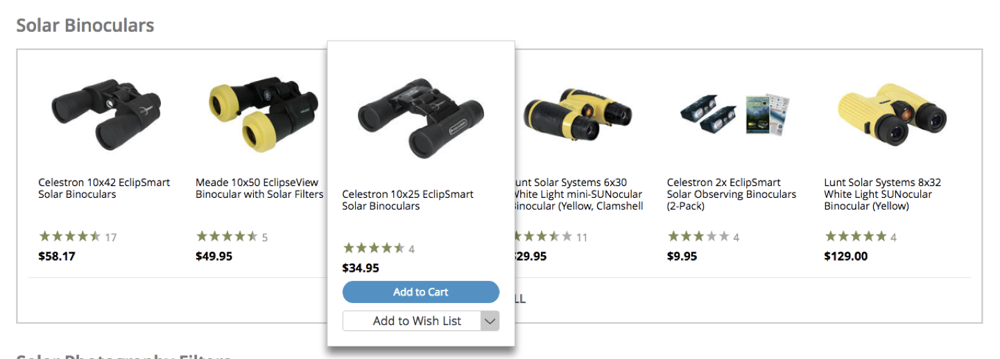 Solar Binoculars
Celestron 10x42 EclipSmart
Solar Binoculars
17
$58.17
Meade 10x50 EclipseView
Binocular with Solar Filters
5
$49.95
Celestron 10x25 EclipSmart
Solar Binoculars
4
$34.95
Add to Cart
Add to Wish List
unt Solar Systems 6x30
White Light mini-SUNocular
Binocular (Yellow, Clamshell
11
$29.95
Celestron 2x EclipSmart
Solar Observing Binoculars
(2-Pack)
4
$9.95
Lunt Solar Systems 8x32
White Light SUNocular
Binocular (Yellow)
4
$129.00
LL
Solar Photography Filters